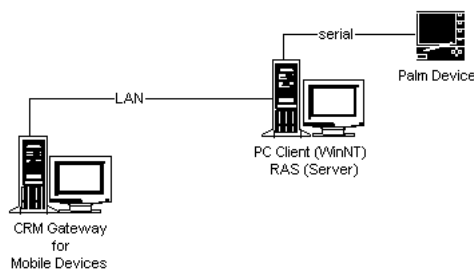 serial
Palm Device
LAN
PC Client (WinNT)
RAS (Server)
CRM Gateway
for
Mobile Devices